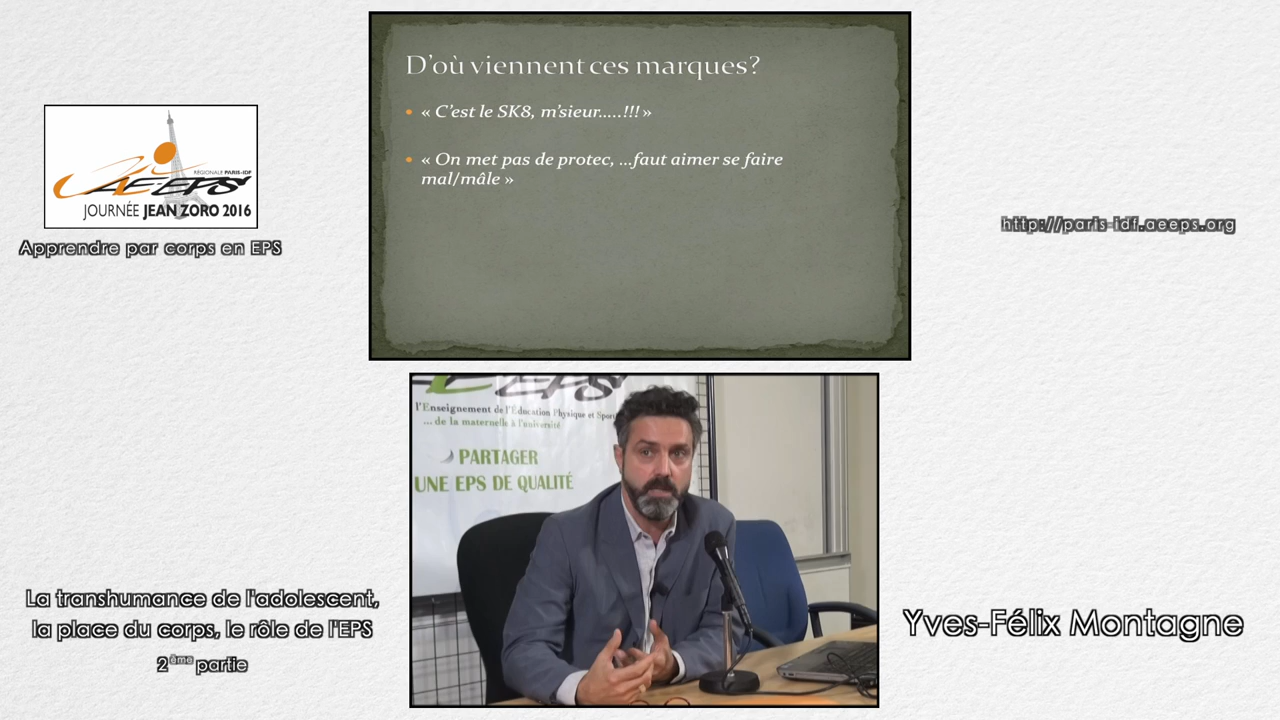 D'où viennent ces marques?
« C'est le SK8, m'sieur.....!!! »
« On met pas de protec, ...faut aimer se faire
mal/mâle »
RÉGIONALE PARIS-IDF
AEEPS
JOURNÉE JEAN ZORO 2016
Apprendre par corps en EPS
http://paris-idf.aeeps.org
l'Enseignement de l'Éducation Physique et Sport
... de la maternelle à l'université
PARTAGER
UNE EPS DE QUALITÉ
La transhumance de l'adolescent,
la place du corps, le rôle de l'EPS
2ème partie
Yves-Félix Montagne